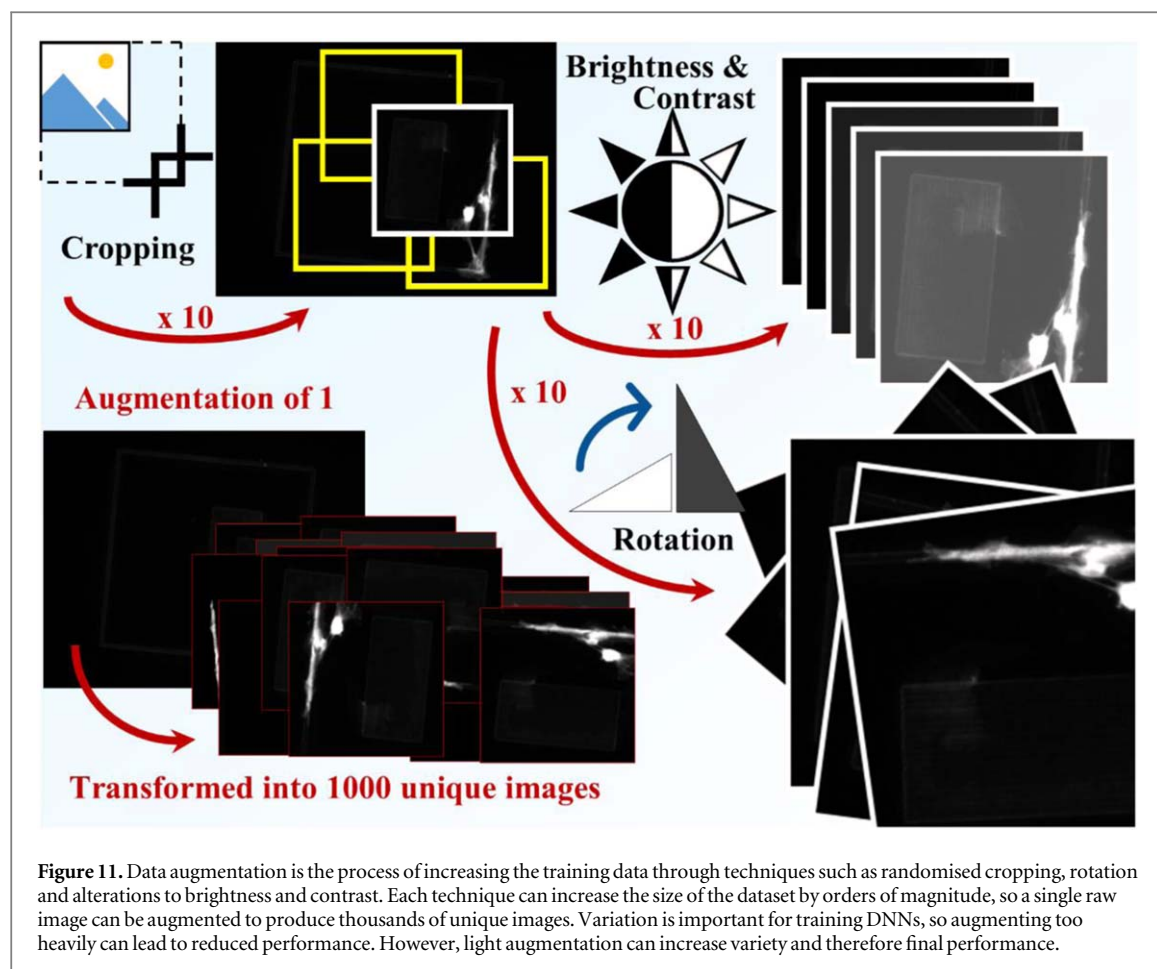 Brightness &
Contrast
Cropping
x 10
x 10
x 10
Augmentation of 1
Rotation
Transformed into 1000 unique images
Figure 11. Data augmentation is the process of increasing the training data through techniques such as randomised cropping, rotation
and alterations to brightness and contrast. Each technique can increase the size of the dataset by orders of magnitude, so a single raw
image can be augmented to produce thousands of unique images. Variation is important for training DNNs, so augmenting too
heavily can lead to reduced performance. However, light augmentation can increase variety and therefore final performance.